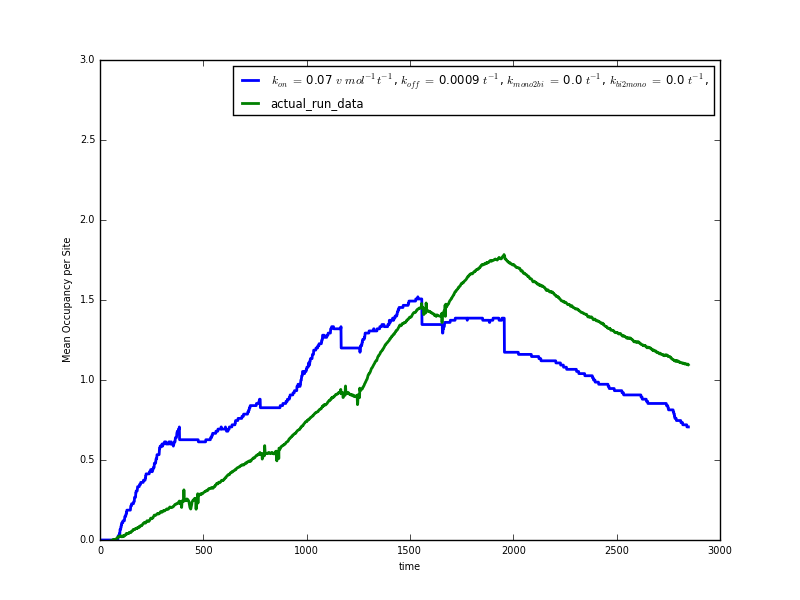 k_on = 0.07 v mol⁻¹t⁻¹, k_off = 0.0009 t⁻¹, k_mono2bi = 0.0 t⁻¹, k_bi2mono = 0.0 t⁻¹,
actual_run_data
3.0
2.5
2.0
1.5
1.0
0.5
0.0
Mean Occupancy per Site
0 500 1000 1500 2000 2500 3000
time